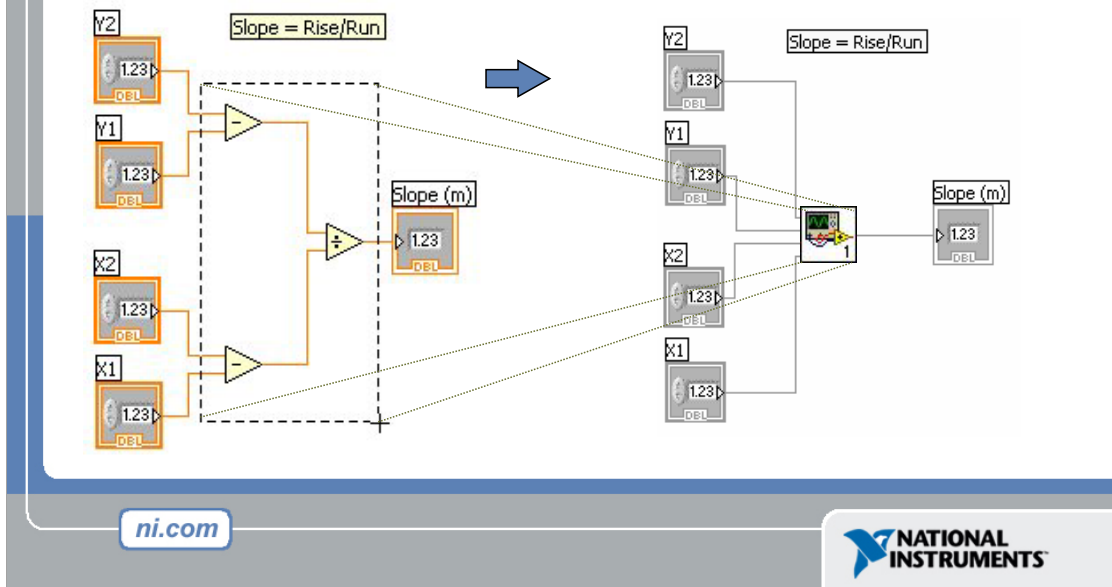 Y2
Slope = Rise/Run
1.23
DBL
Y1
1.23
DBL
Slope (m)
1.23
DBL
X2
1.23
DBL
X1
1.23
DBL
Y2
Slope = Rise/Run
1.23
DBL
Y1
1.23
DBL
Slope (m)
1.23
DBL
1
X2
1.23
DBL
X1
1.23
DBL
ni.com
NATIONAL
INSTRUMENTS